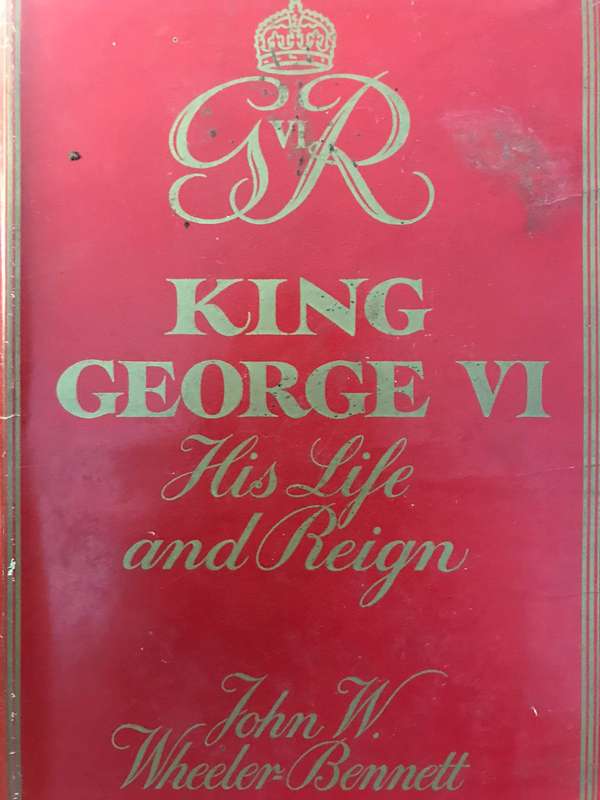 GVIR
KING
GEORGE VI
His Life
and Reign
John W.
Wheeler-Bennett